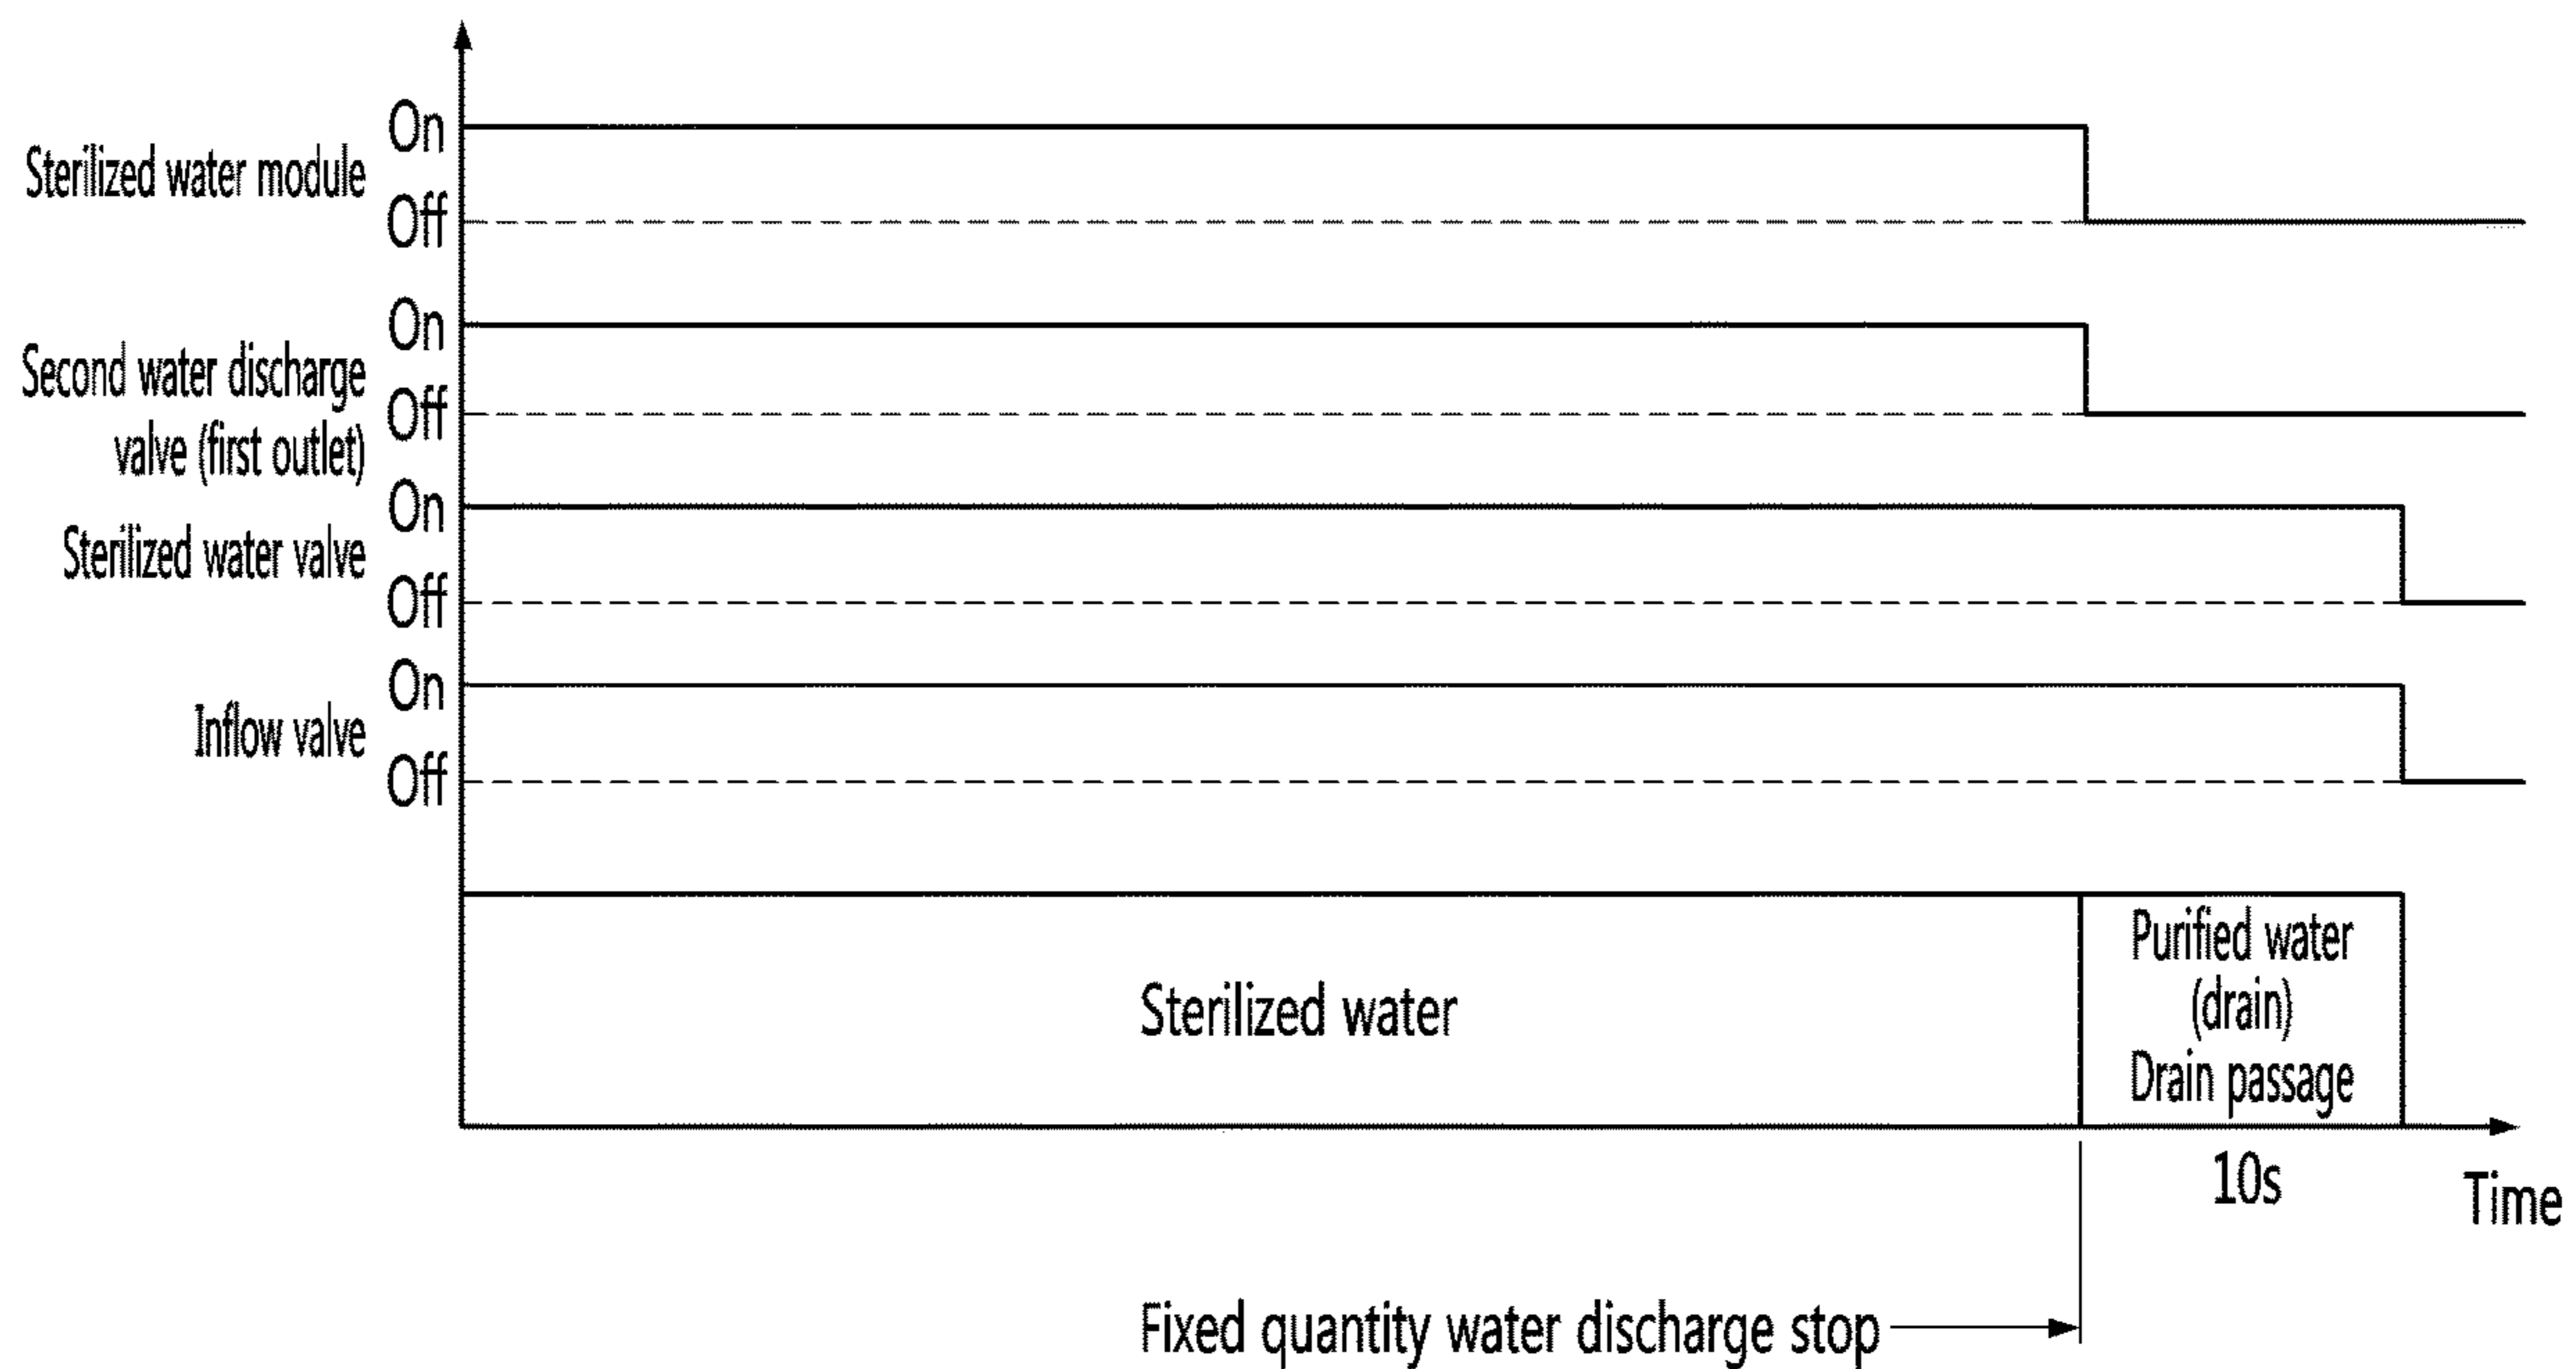 On
Sterilized water module
Off
On
Second water discharge
Off
valve (first outlet)
On
Sterilized water valve
Off
On
Inflow valve
Off
Sterilized water
Purified water
(drain)
Drain passage
10s
Time
Fixed quantity water discharge stop